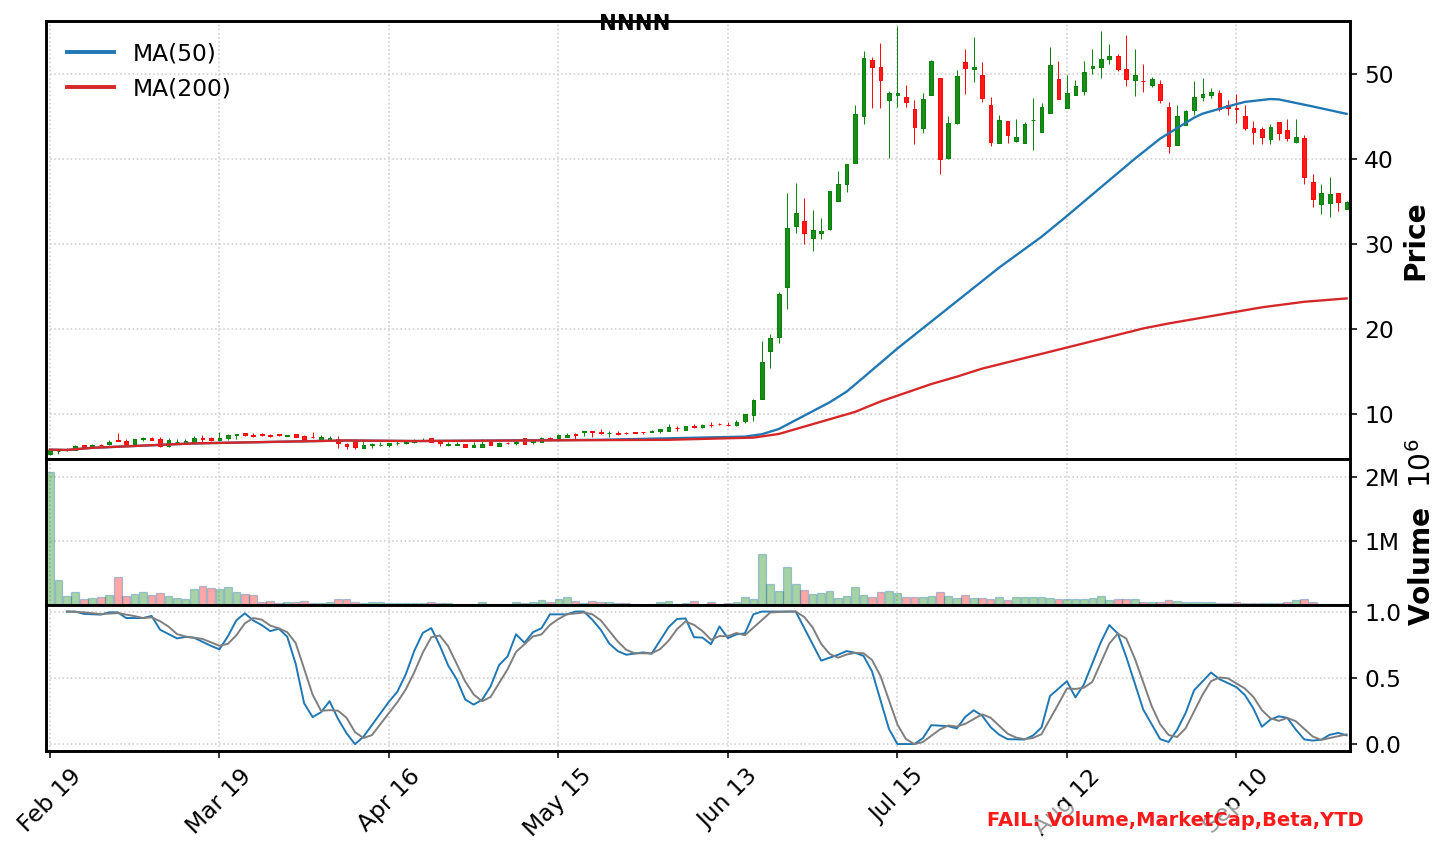 NNNN
MA(50)
MA(200)
50
40
30
20
10
Price
10^6
2M
1M
Volume
1.0
0.5
0.0
Feb 19
Mar 19
Apr 16
May 15
Jun 13
Jul 15
Aug 12
Sep 10
FAIL: Volume,MarketCap,Beta,YTD